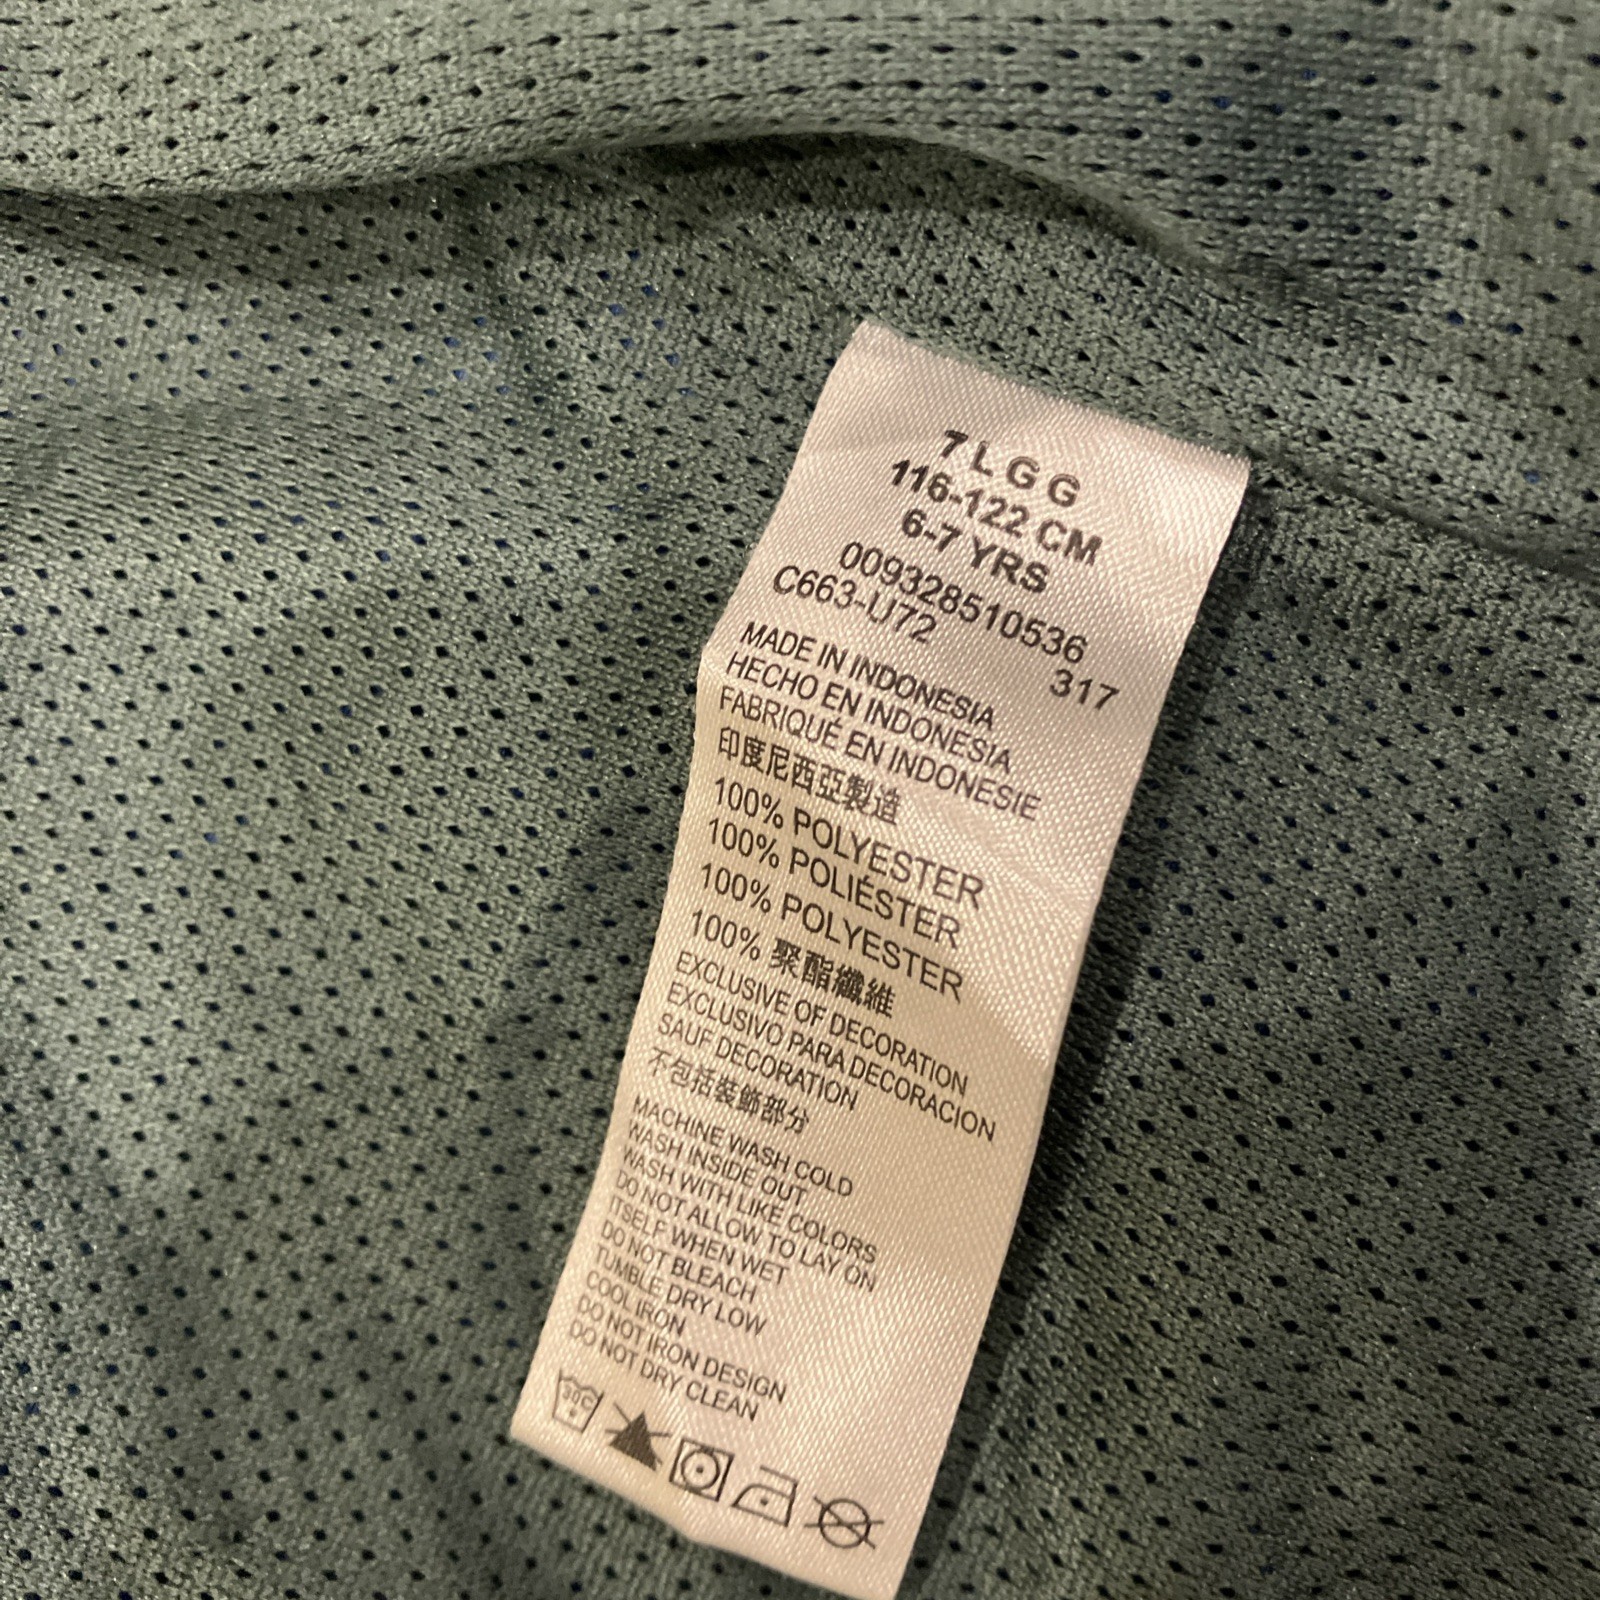 7 L G G
116-122 CM
6-7 YRS
009328510536
C663-U72
317
MADE IN INDONESIA
HECHO EN INDONESIA
FABRIQUÉ EN INDONESIE
印度尼西亞製造
100% POLYESTER
100% POLIÉSTER
100% POLYESTER
100% 聚酯纖維
EXCLUSIVE OF DECORATION
EXCLUSIVO PARA DECORACION
SAUF DECORATION
不包括裝飾部分
MACHINE WASH COLD
WASH INSIDE OUT
WASH WITH LIKE COLORS
DO NOT ALLOW TO LAY ON
ITSELF WHEN WET
DO NOT BLEACH
TUMBLE DRY LOW
COOL IRON
DO NOT IRON DESIGN
DO NOT DRY CLEAN
30C